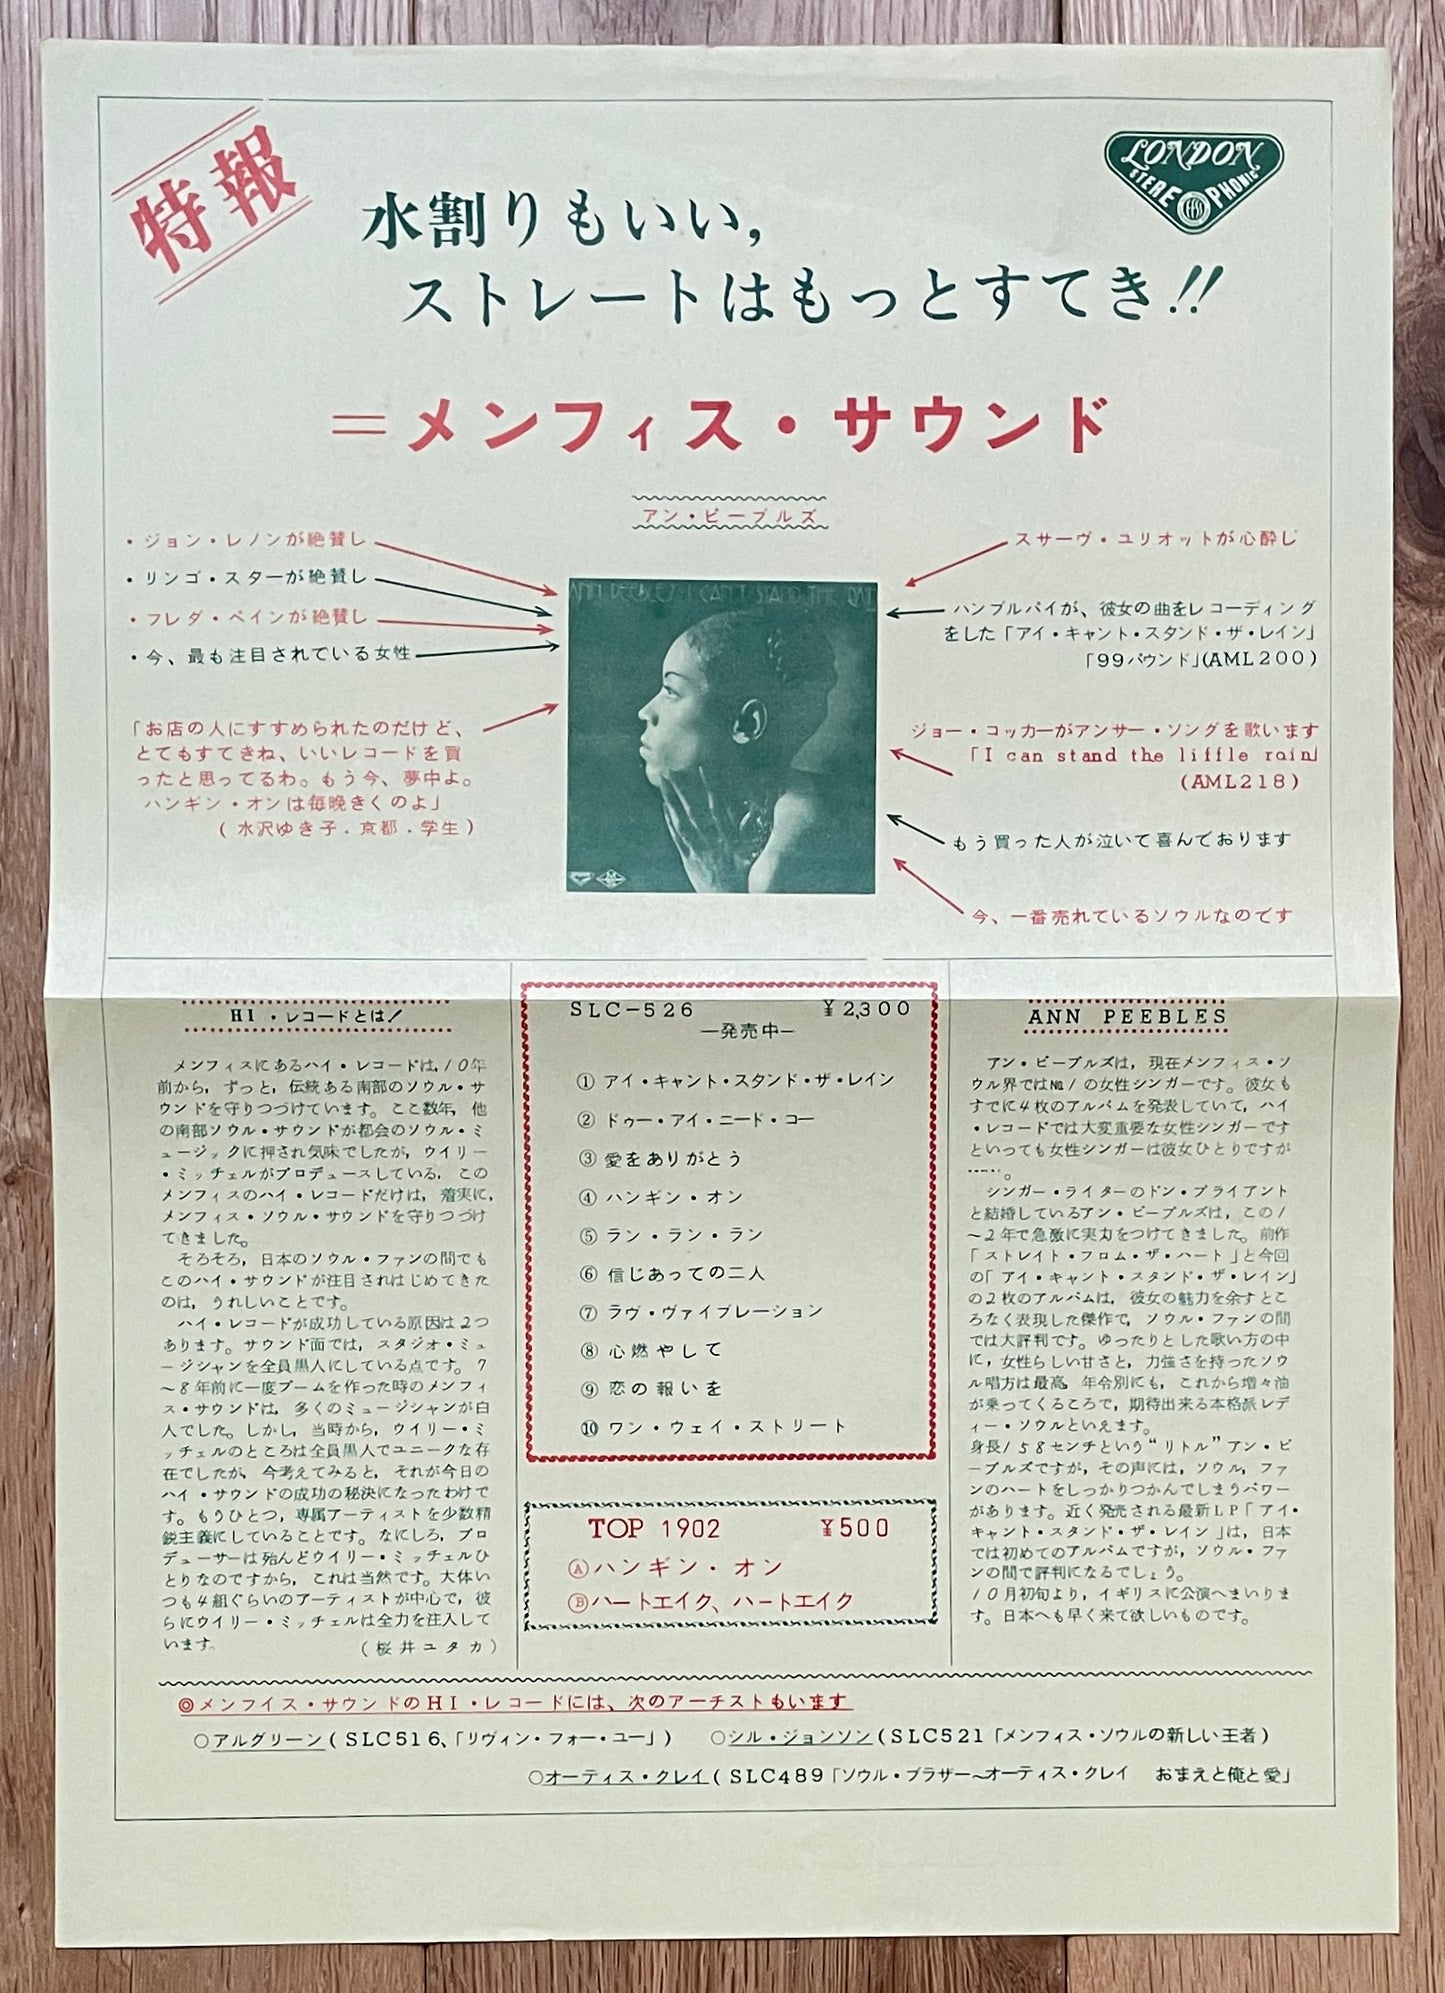 特報
LONDON
STEREOPHONIC
ffss
水割りもいい,
ストレートはもっとすてき!!
=メンフィス・サウンド
アン・ピーブルズ
・ジョン・レノンが絶賛し
・リンゴ・スターが絶賛し
・フレダ・ペインが絶賛し
・今、最も注目されている女性
「お店の人にすすめられたのだけど、
とてもすてきね、いいレコードを買
ったと思ってるわ。もう今、夢中よ。
ハンギン・オンは毎晩きくのよ」
(水沢ゆき子.京都.学生)
ANN PEEBLES I CAN'T STAND THE RAIN
スサーヴ・ユリオットが心酔し
ハンブルパイが、彼女の曲をレコーディング
をした「アイ・キャント・スタンド・ザ・レイン」
「99パウンド」(AML200)
ジョー・コッカーがアンサー・ソングを歌います
「I can stand the liffle rain」
(AML218)
もう買った人が泣いて喜んでおります
今、一番売れているソウルなのです
HI・レコードとは!
メンフィスにあるハイ・レコードは,10年
前から,ずっと,伝統ある南部のソウル・サ
ウンドを守りつづけています。ここ数年,他
の南部ソウル・サウンドが都会のソウル・ミ
ュージックに押され気味でしたが,ウイリー
・ミッチェルがプロデュースしている,この
メンフィスのハイ・レコードだけは,着実に,
メンフィス・ソウル・サウンドを守りつづけ
てきました。
そろそろ,日本のソウル・ファンの間でも
このハイ・サウンドが注目されはじめてきた
のは,うれしいことです。
ハイ・レコードが成功している原因は2つ
あります。サウンド面では,スタジオ・ミュ
ージシャンを全員黒人にしている点です。7
〜8年前に一度ブームを作った時のメンフィ
ス・サウンドは,多くのミュージシャンが白
人でした。しかし,当時から,ウイリー・ミ
ッチェルのところは全員黒人でユニークな存
在でしたが,今考えてみると,それが今日の
ハイ・サウンドの成功の秘決になったわけで
す。もうひとつ,専属アーティストを少数精
鋭主義にしていることです。なにしろ,プロ
デューサーは殆んどウイリー・ミッチェルひ
とりなのですから,これは当然です。大体い
つも4組ぐらいのアーティストが中心で,彼
らにウイリー・ミッチェルは全力を注入して
います。
(桜井ユタカ)
SLC-526 ¥2,300
—発売中—
① アイ・キャント・スタンド・ザ・レイン
② ドゥー・アイ・ニード・ユー
③ 愛をありがとう
④ ハンギン・オン
⑤ ラン・ラン・ラン
⑥ 信じあっての二人
⑦ ラヴ・ヴァイブレーション
⑧ 心燃やして
⑨ 恋の報いを
⑩ ワン・ウェイ・ストリート
TOP 1902 ¥500
Ⓐハンギン・オン
Ⓑハートエイク、ハートエイク
ANN PEEBLES
アン・ピーブルズは,現在メンフィス・ソ
ウル界では№1の女性シンガーです。彼女も
すでに4枚のアルバムを発表していて,ハイ
・レコードでは大変重要な女性シンガーです
といっても女性シンガーは彼女ひとりですが
……。
シンガー・ライターのドン・ブライアント
と結婚しているアン・ピーブルズは,この1
〜2年で急激に実力をつけてきました。前作
「ストレイト・フロム・ザ・ハート」と今回
の「アイ・キャント・スタンド・ザ・レイン」
の2枚のアルバムは,彼女の魅力を余すとこ
ろなく表現した傑作で,ソウル・ファンの間
では大評判です。ゆったりとした歌い方の中
に,女性らしい甘さと,力強さを持ったソウ
ル唱方は最高,年令別にも,これから増々油
が乗ってくるころで,期待出来る本格派レデ
ィー・ソウルといえます。
身長158センチという“リトル”アン・ピ
ーブルズですが,その声には,ソウル,ファ
ンのハートをしっかりつかんでしまうパワー
があります。近く発売される最新LP「アイ・
キャント・スタンド・ザ・レイン」は,日本
では初めてのアルバムですが,ソウル・ファ
ンの間で評判になるでしょう。
10月初旬より,イギリスに公演へまいりま
す。日本へも早く来て欲しいものです。
◎メンフイス・サウンドのHI・レコードには、次のアーチストもいます
○アルグリーン(SLC516、「リヴィン・フォー・ユー」) ○シル・ジョンソン(SLC521「メンフィス・ソウルの新しい王者)
○オーティス・クレイ(SLC489「ソウル・ブラザー〜オーティス・クレイ おまえと俺と愛」